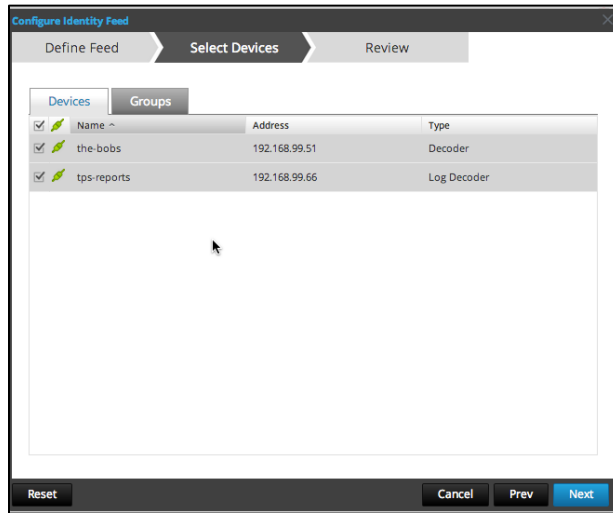 Configure Identity Feed
Define Feed Select Devices Review
Devices Groups
Name Address Type
the-bobs 192.168.99.51 Decoder
tps-reports 192.168.99.66 Log Decoder
Reset Cancel Prev Next